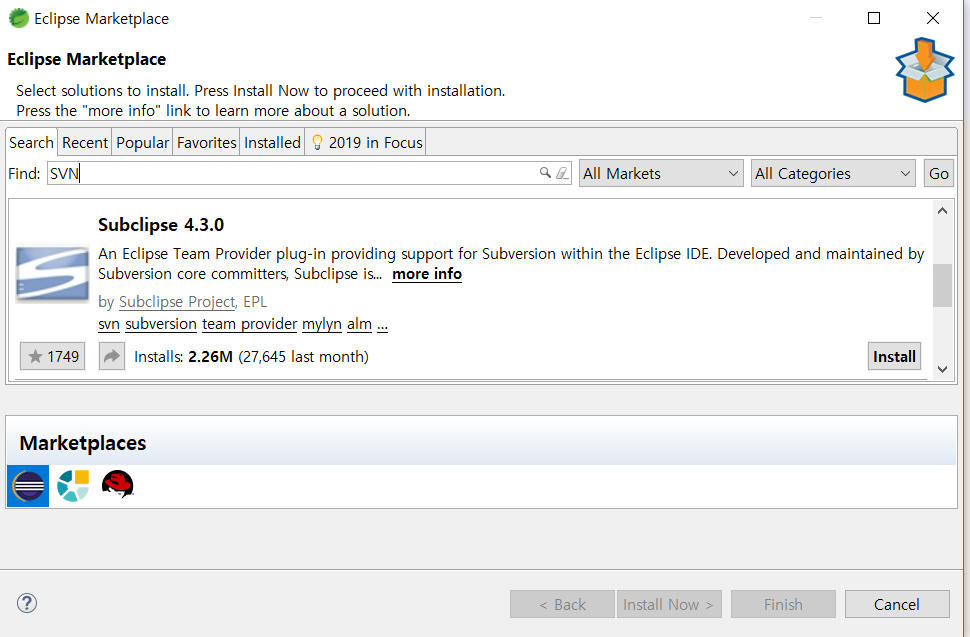 Eclipse Marketplace
Eclipse Marketplace
Select solutions to install. Press Install Now to proceed with installation.
Press the "more info" link to learn more about a solution.
Search Recent Popular Favorites Installed 2019 in Focus
Find: SVN All Markets All Categories Go
Subclipse 4.3.0
An Eclipse Team Provider plug-in providing support for Subversion within the Eclipse IDE. Developed and maintained by
Subversion core committers, Subclipse is... more info
by Subclipse Project, EPL
svn subversion team provider mylyn alm ...
1749 Installs: 2.26M (27,645 last month) Install
Marketplaces
? < Back Install Now > Finish Cancel